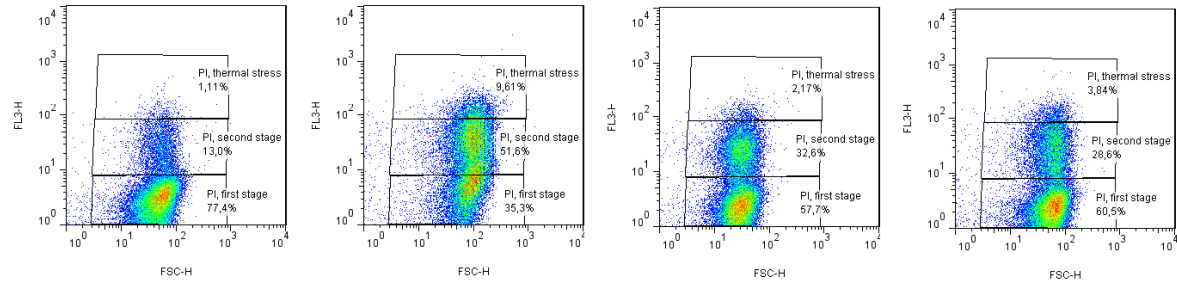 10⁴
10³
10²
10¹
10⁰
FL3-H
PI, thermal stress
1,11%
PI, second stage
13,0%
PI, first stage
77,4%
10⁰ 10¹ 10² 10³ 10⁴
FSC-H
10⁴
10³
10²
10¹
10⁰
FL3-H
PI, thermal stress
9,61%
PI, second stage
51,6%
PI, first stage
35,3%
10⁰ 10¹ 10² 10³ 10⁴
FSC-H
10⁴
10³
10²
10¹
10⁰
FL3-H
PI, thermal stress
2,17%
PI, second stage
32,6%
PI, first stage
57,7%
10⁰ 10¹ 10² 10³ 10⁴
FSC-H
10⁴
10³
10²
10¹
10⁰
FL3-H
PI, thermal stress
3,84%
PI, second stage
28,6%
PI, first stage
60,5%
10⁰ 10¹ 10² 10³ 10⁴
FSC-H